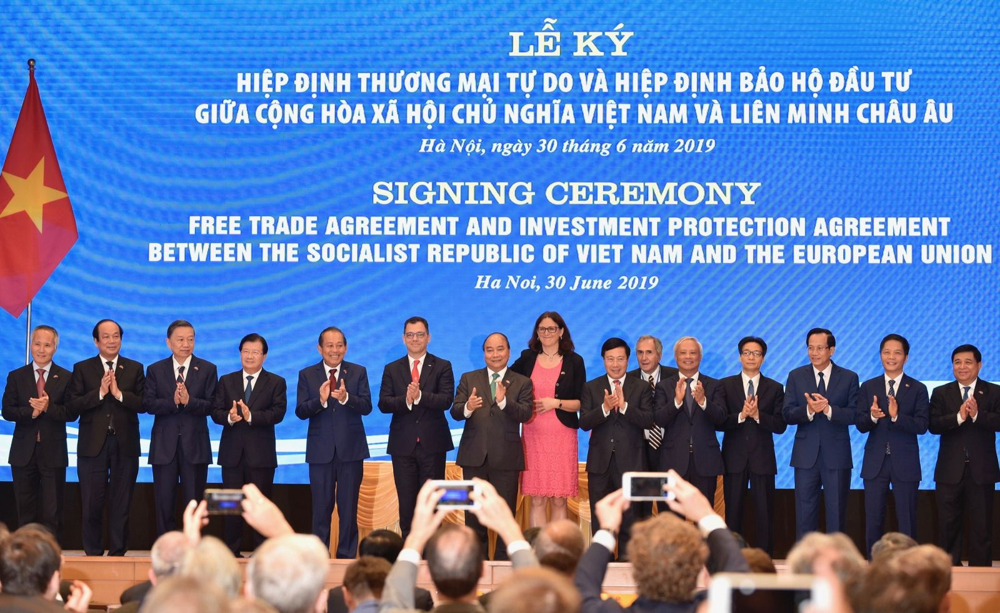 LỄ KÝ
HIỆP ĐỊNH THƯƠNG MẠI TỰ DO VÀ HIỆP ĐỊNH BẢO HỘ ĐẦU TƯ
GIỮA CỘNG HÒA XÃ HỘI CHỦ NGHĨA VIỆT NAM VÀ LIÊN MINH CHÂU ÂU
Hà Nội, ngày 30 tháng 6 năm 2019
SIGNING CEREMONY
FREE TRADE AGREEMENT AND INVESTMENT PROTECTION AGREEMENT
BETWEEN THE SOCIALIST REPUBLIC OF VIET NAM AND THE EUROPEAN UNION
Ha Noi, 30 June 2019